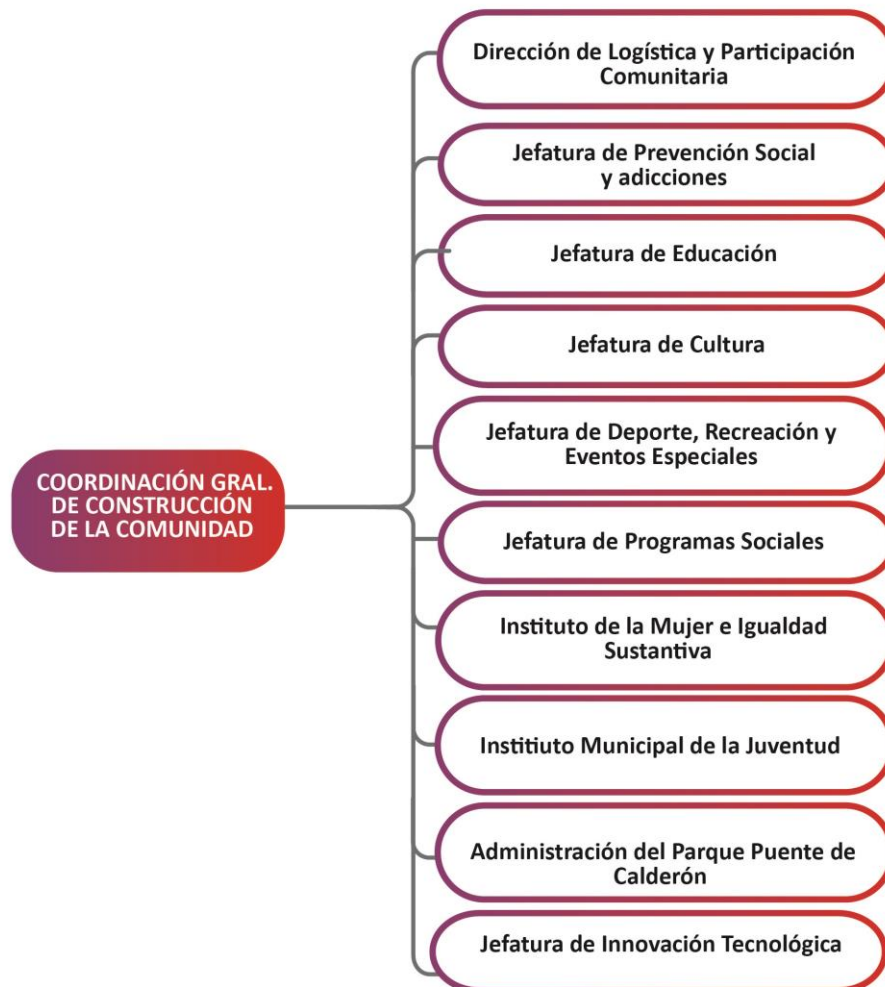 Dirección de Logística y Participación
Comunitaria
Jefatura de Prevención Social
y adicciones
Jefatura de Educación
Jefatura de Cultura
Jefatura de Deporte, Recreación y
Eventos Especiales
COORDINACIÓN GRAL.
DE CONSTRUCCIÓN
DE LA COMUNIDAD
Jefatura de Programas Sociales
Instituto de la Mujer e Igualdad
Sustantiva
Institiuto Municipal de la Juventud
Administración del Parque Puente de
Calderón
Jefatura de Innovación Tecnológica